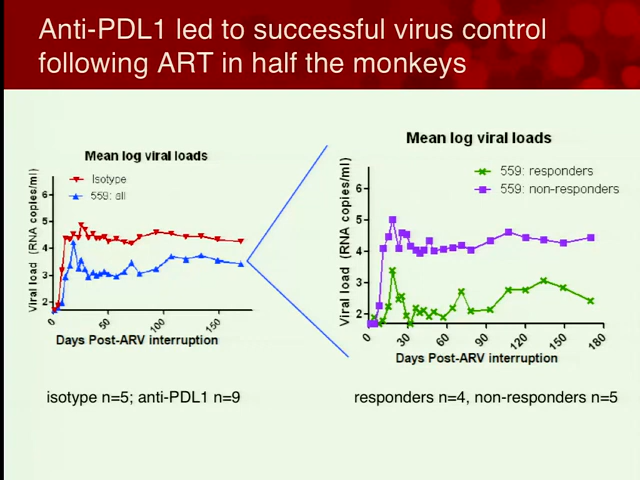 Anti-PDL1 led to successful virus control
following ART in half the monkeys
Mean log viral loads
Isotype
559: all
Viral load (RNA copies/ml)
6
5
4
3
2
0
50
100
150
Days Post-ARV interruption
isotype n=5; anti-PDL1 n=9
Mean log viral loads
559: responders
559: non-responders
Viral load (RNA copies/ml)
6
5
4
3
2
0
30
60
90
120
150
180
Days Post-ARV interruption
responders n=4, non-responders n=5